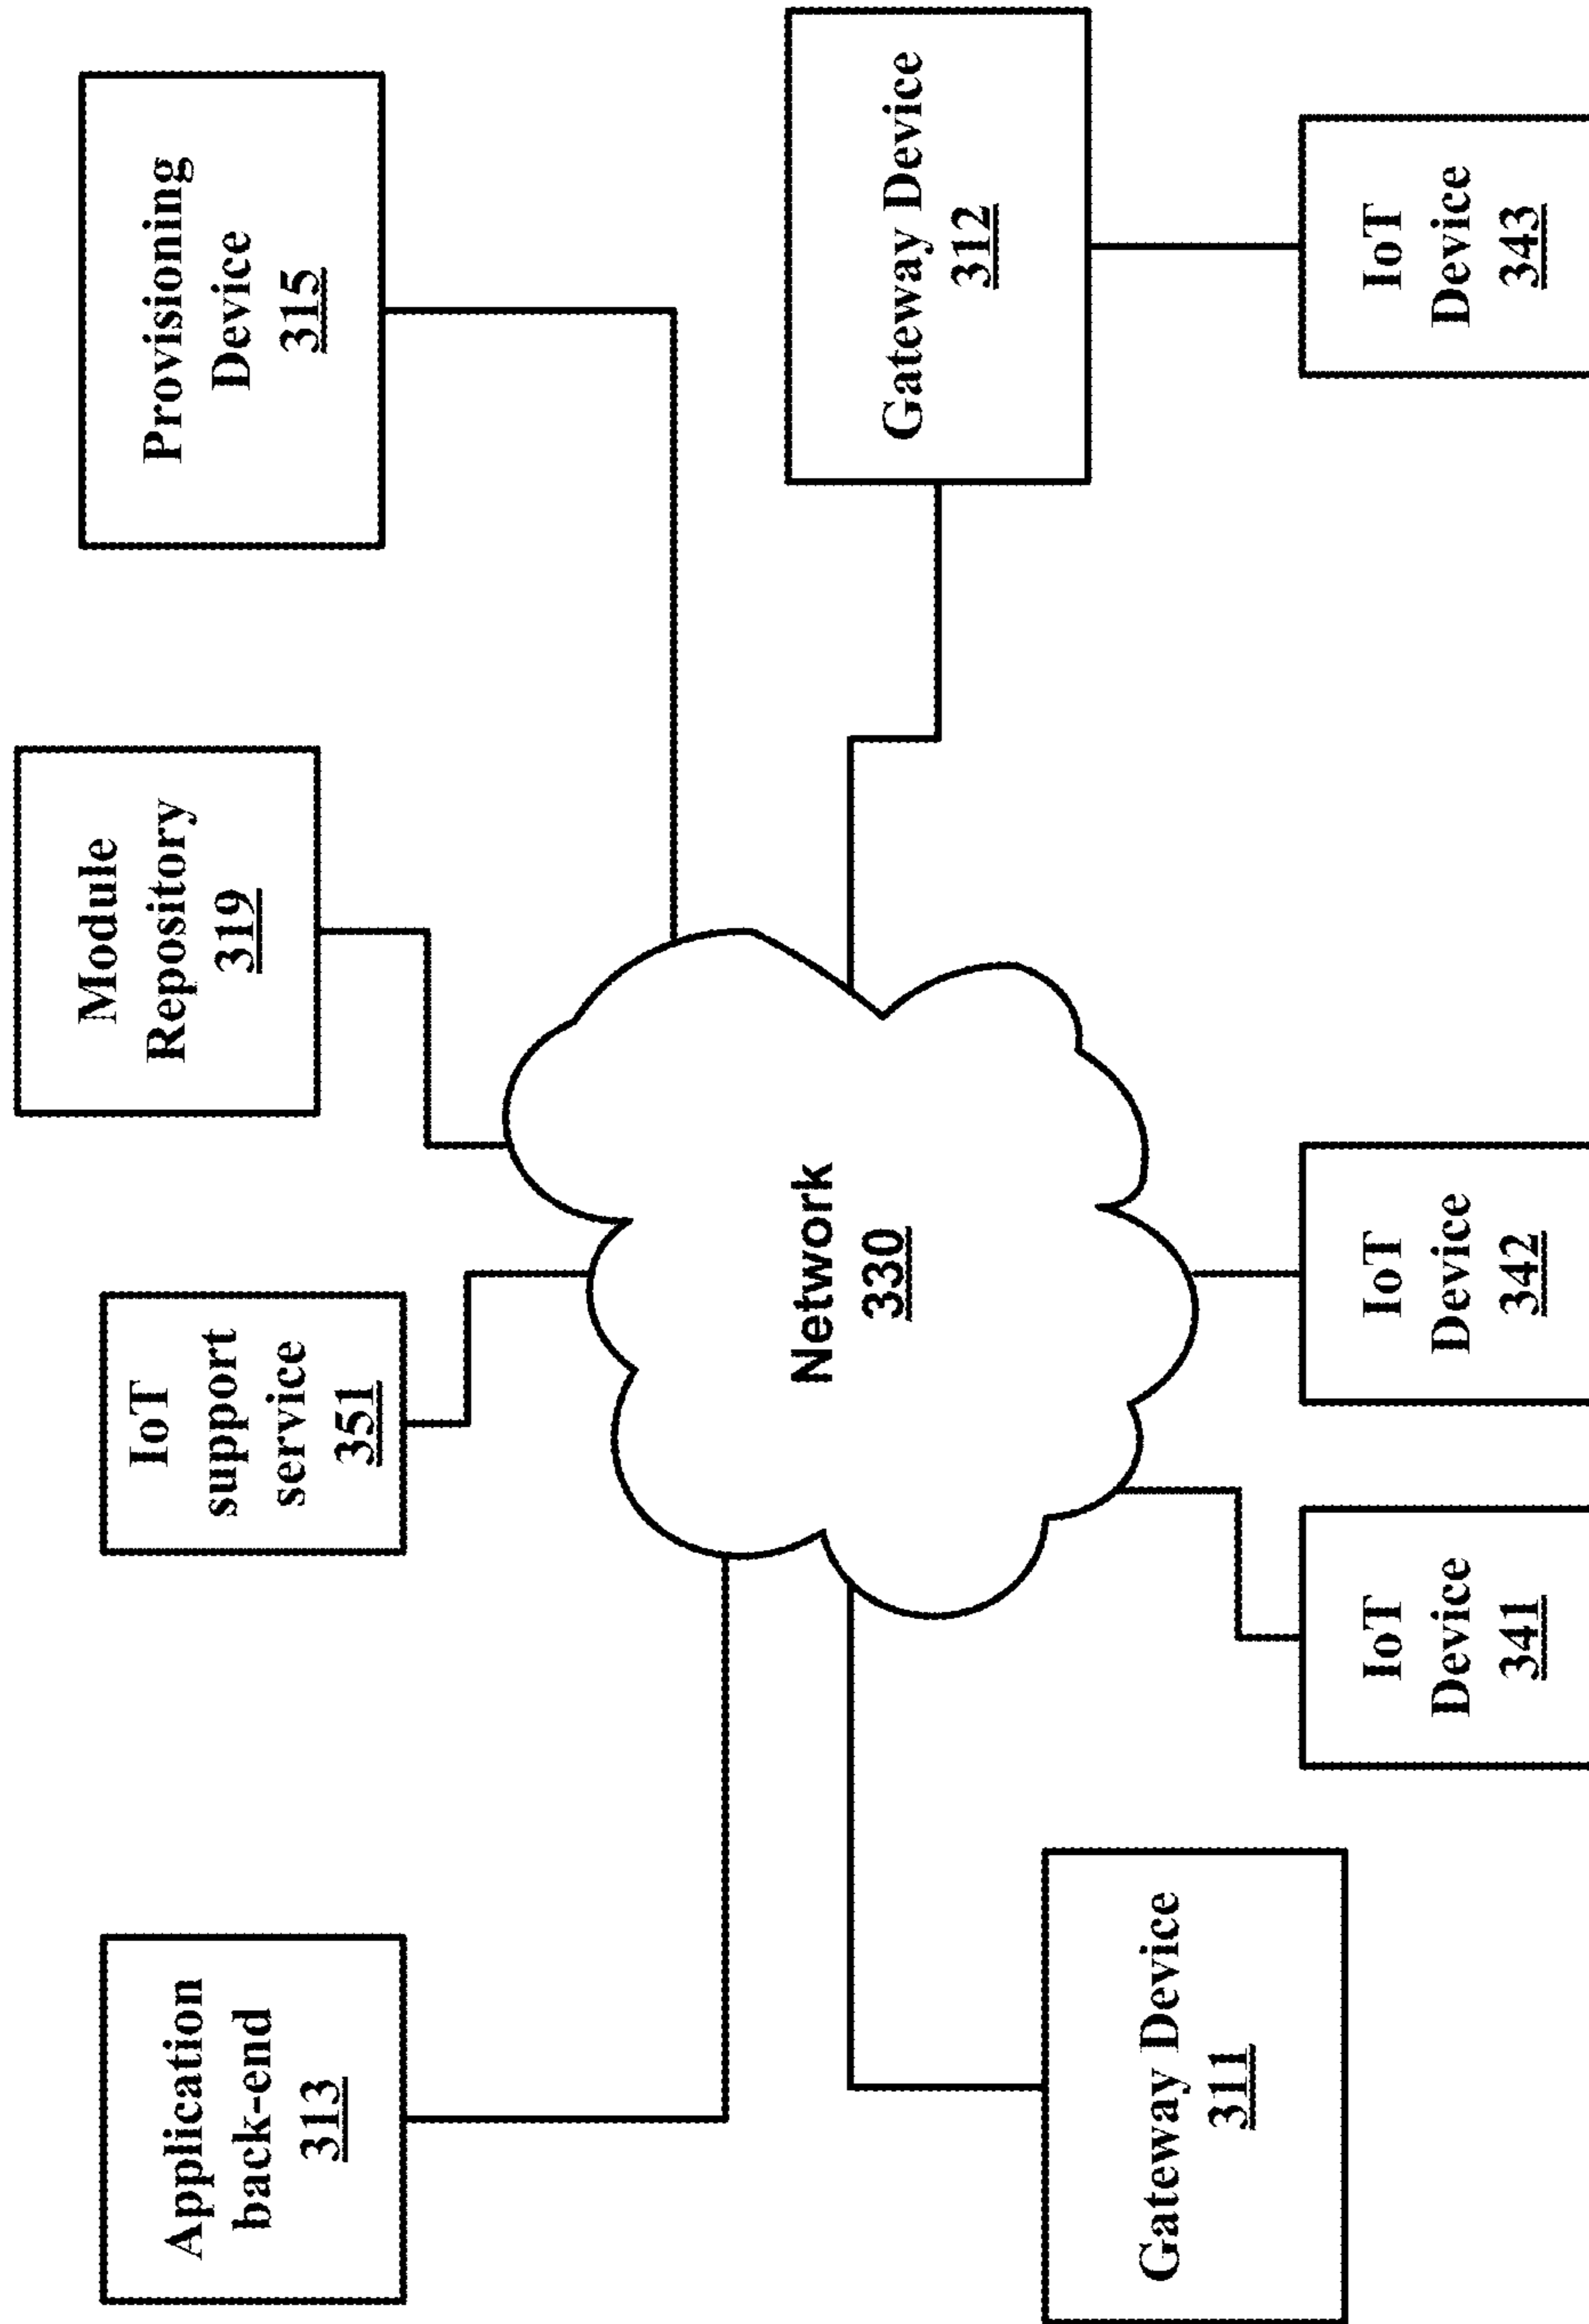 Application
back-end
313
IoT
support
service
351
Module
Repository
319
Provisioning
Device
315
Network
330
Gateway Device
312
Gateway Device
311
IoT
Device
341
IoT
Device
342
IoT
Device
343